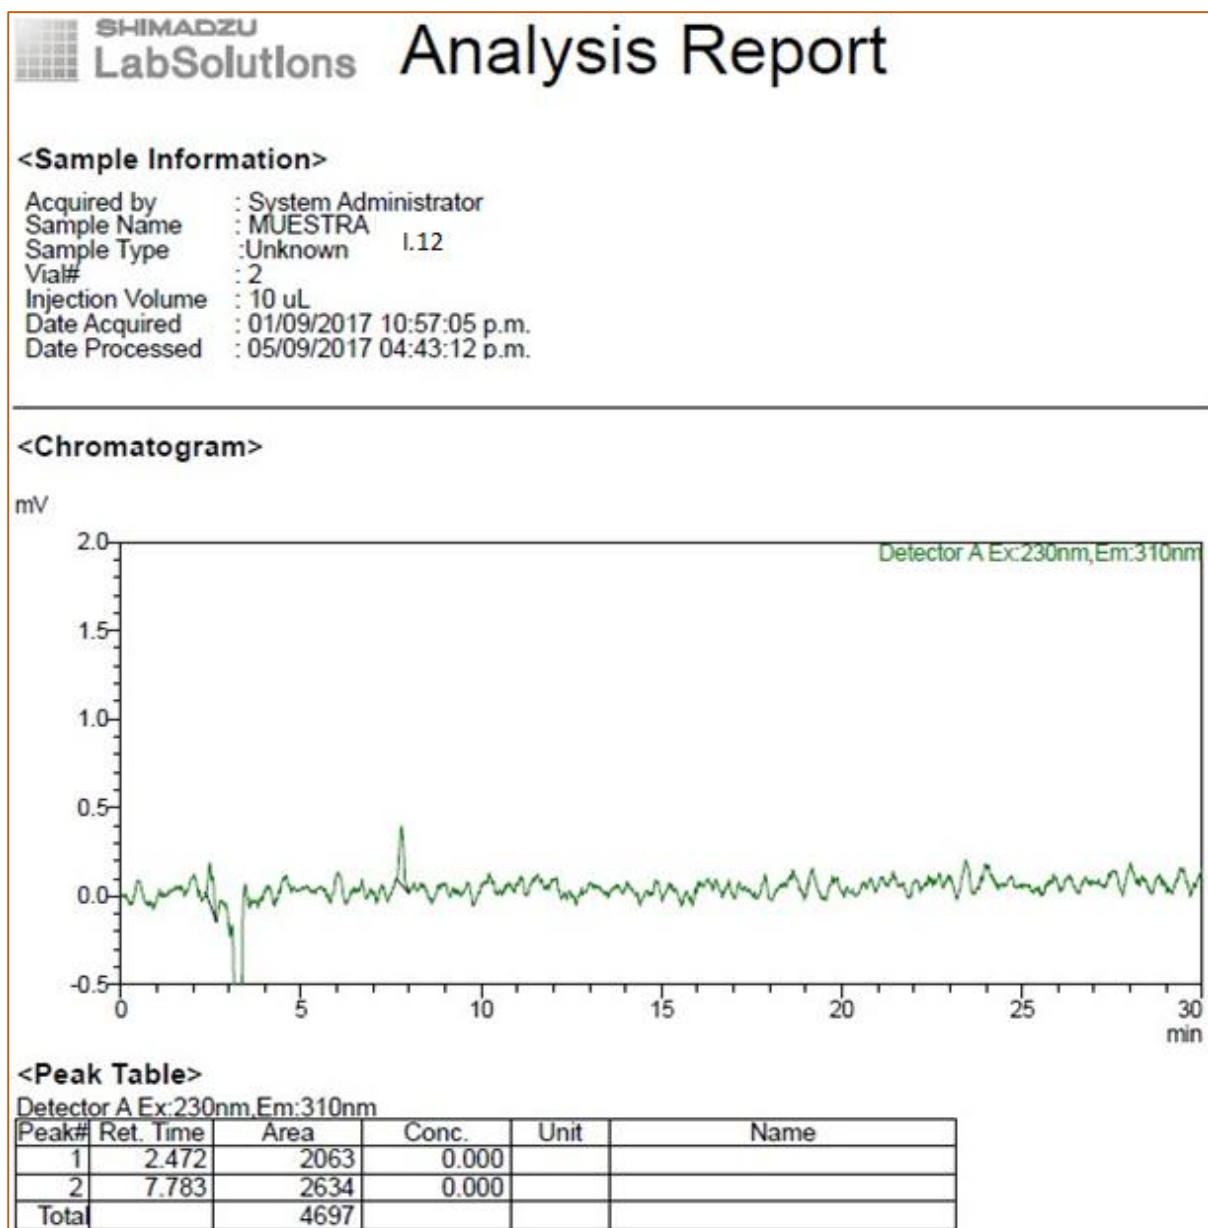 SHIMADZU
LabSolutions Analysis Report
<Sample Information>
Acquired by : System Administrator
Sample Name : MUESTRA
Sample Type :Unknown I.12
Vial# : 2
Injection Volume : 10 uL
Date Acquired : 01/09/2017 10:57:05 p.m.
Date Processed : 05/09/2017 04:43:12 p.m.
<Chromatogram>
mV
Detector A Ex:230nm,Em:310nm
2.0
1.5
1.0
0.5
0.0
-0.5
0 5 10 15 20 25 30
min
<Peak Table>
Detector A Ex:230nm,Em:310nm
Peak# Ret. Time Area Conc. Unit Name
1 2.472 2063 0.000
2 7.783 2634 0.000
Total 4697